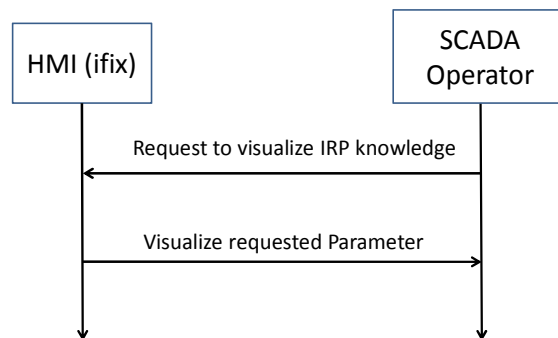 HMI (ifix)
SCADA
Operator
Request to visualize IRP knowledge
Visualize requested Parameter